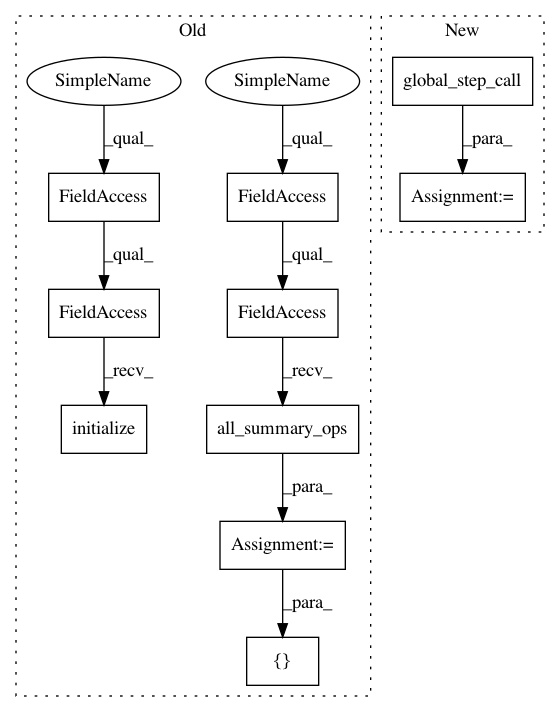 Old
New
SimpleName
SimpleName
global_step_call
_qual_
_qual_
_para_
FieldAccess
FieldAccess
Assignment:=
_qual_
_qual_
FieldAccess
FieldAccess
_recv_
_recv_
initialize
all_summary_ops
_para_
Assignment:=
_para_
{}